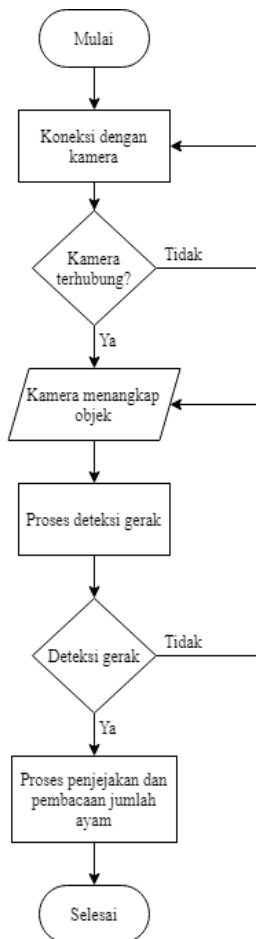 Mulai
Koneksi dengan
kamera
Kamera
terhubung?
Tidak
Ya
Kamera menangkap
objek
Proses deteksi gerak
Deteksi gerak
Tidak
Ya
Proses penjejakan dan
pembacaan jumlah
ayam
Selesai